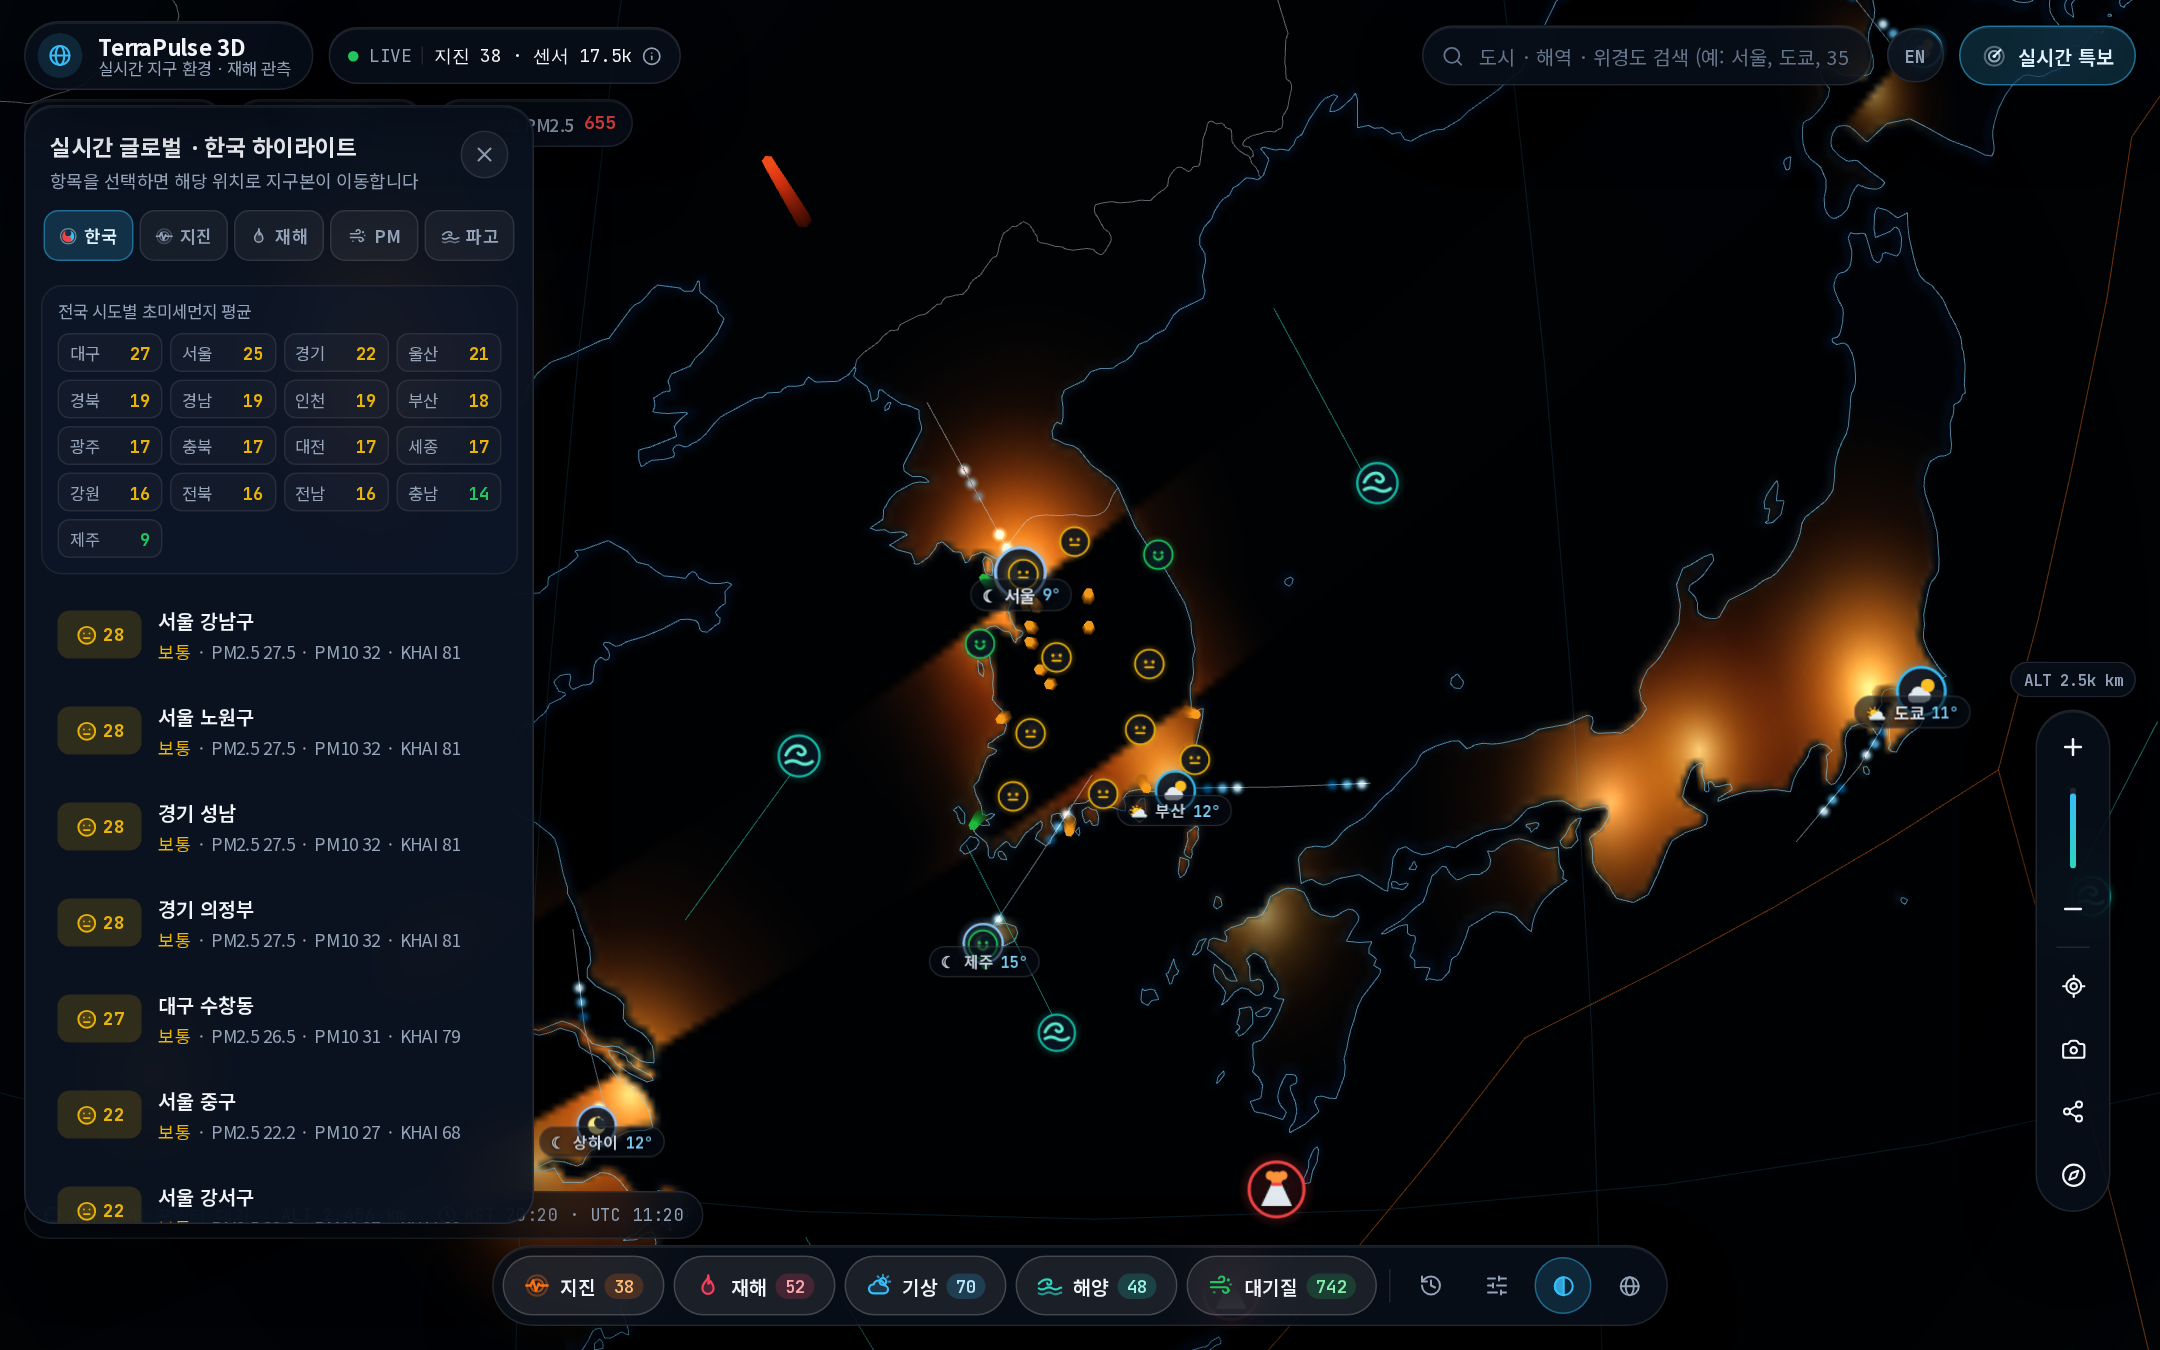 TerraPulse 3D
실시간 지구 환경 · 재해 관측
LIVE 지진 38 · 센서 17.5k
도시 · 해역 · 위경도 검색 (예: 서울, 도쿄, 35
EN
실시간 특보
PM2.5 655
실시간 글로벌 · 한국 하이라이트
항목을 선택하면 해당 위치로 지구본이 이동합니다
한국 지진 재해 PM 파고
전국 시도별 초미세먼지 평균
대구 27 서울 25 경기 22 울산 21
경북 19 경남 19 인천 19 부산 18
광주 17 충북 17 대전 17 세종 17
강원 16 전북 16 전남 16 충남 14
제주 9
28 서울 강남구
보통 · PM2.5 27.5 · PM10 32 · KHAI 81
28 서울 노원구
보통 · PM2.5 27.5 · PM10 32 · KHAI 81
28 경기 성남
보통 · PM2.5 27.5 · PM10 32 · KHAI 81
28 경기 의정부
보통 · PM2.5 27.5 · PM10 32 · KHAI 81
27 대구 수창동
보통 · PM2.5 26.5 · PM10 31 · KHAI 79
22 서울 중구
보통 · PM2.5 22.2 · PM10 27 · KHAI 68
22 서울 강서구
서울 9°
부산 12°
제주 15°
도쿄 11°
상하이 12°
ALT 2.5k km
:20 · UTC 11:20
지진 38
재해 52
기상 70
해양 48
대기질 742